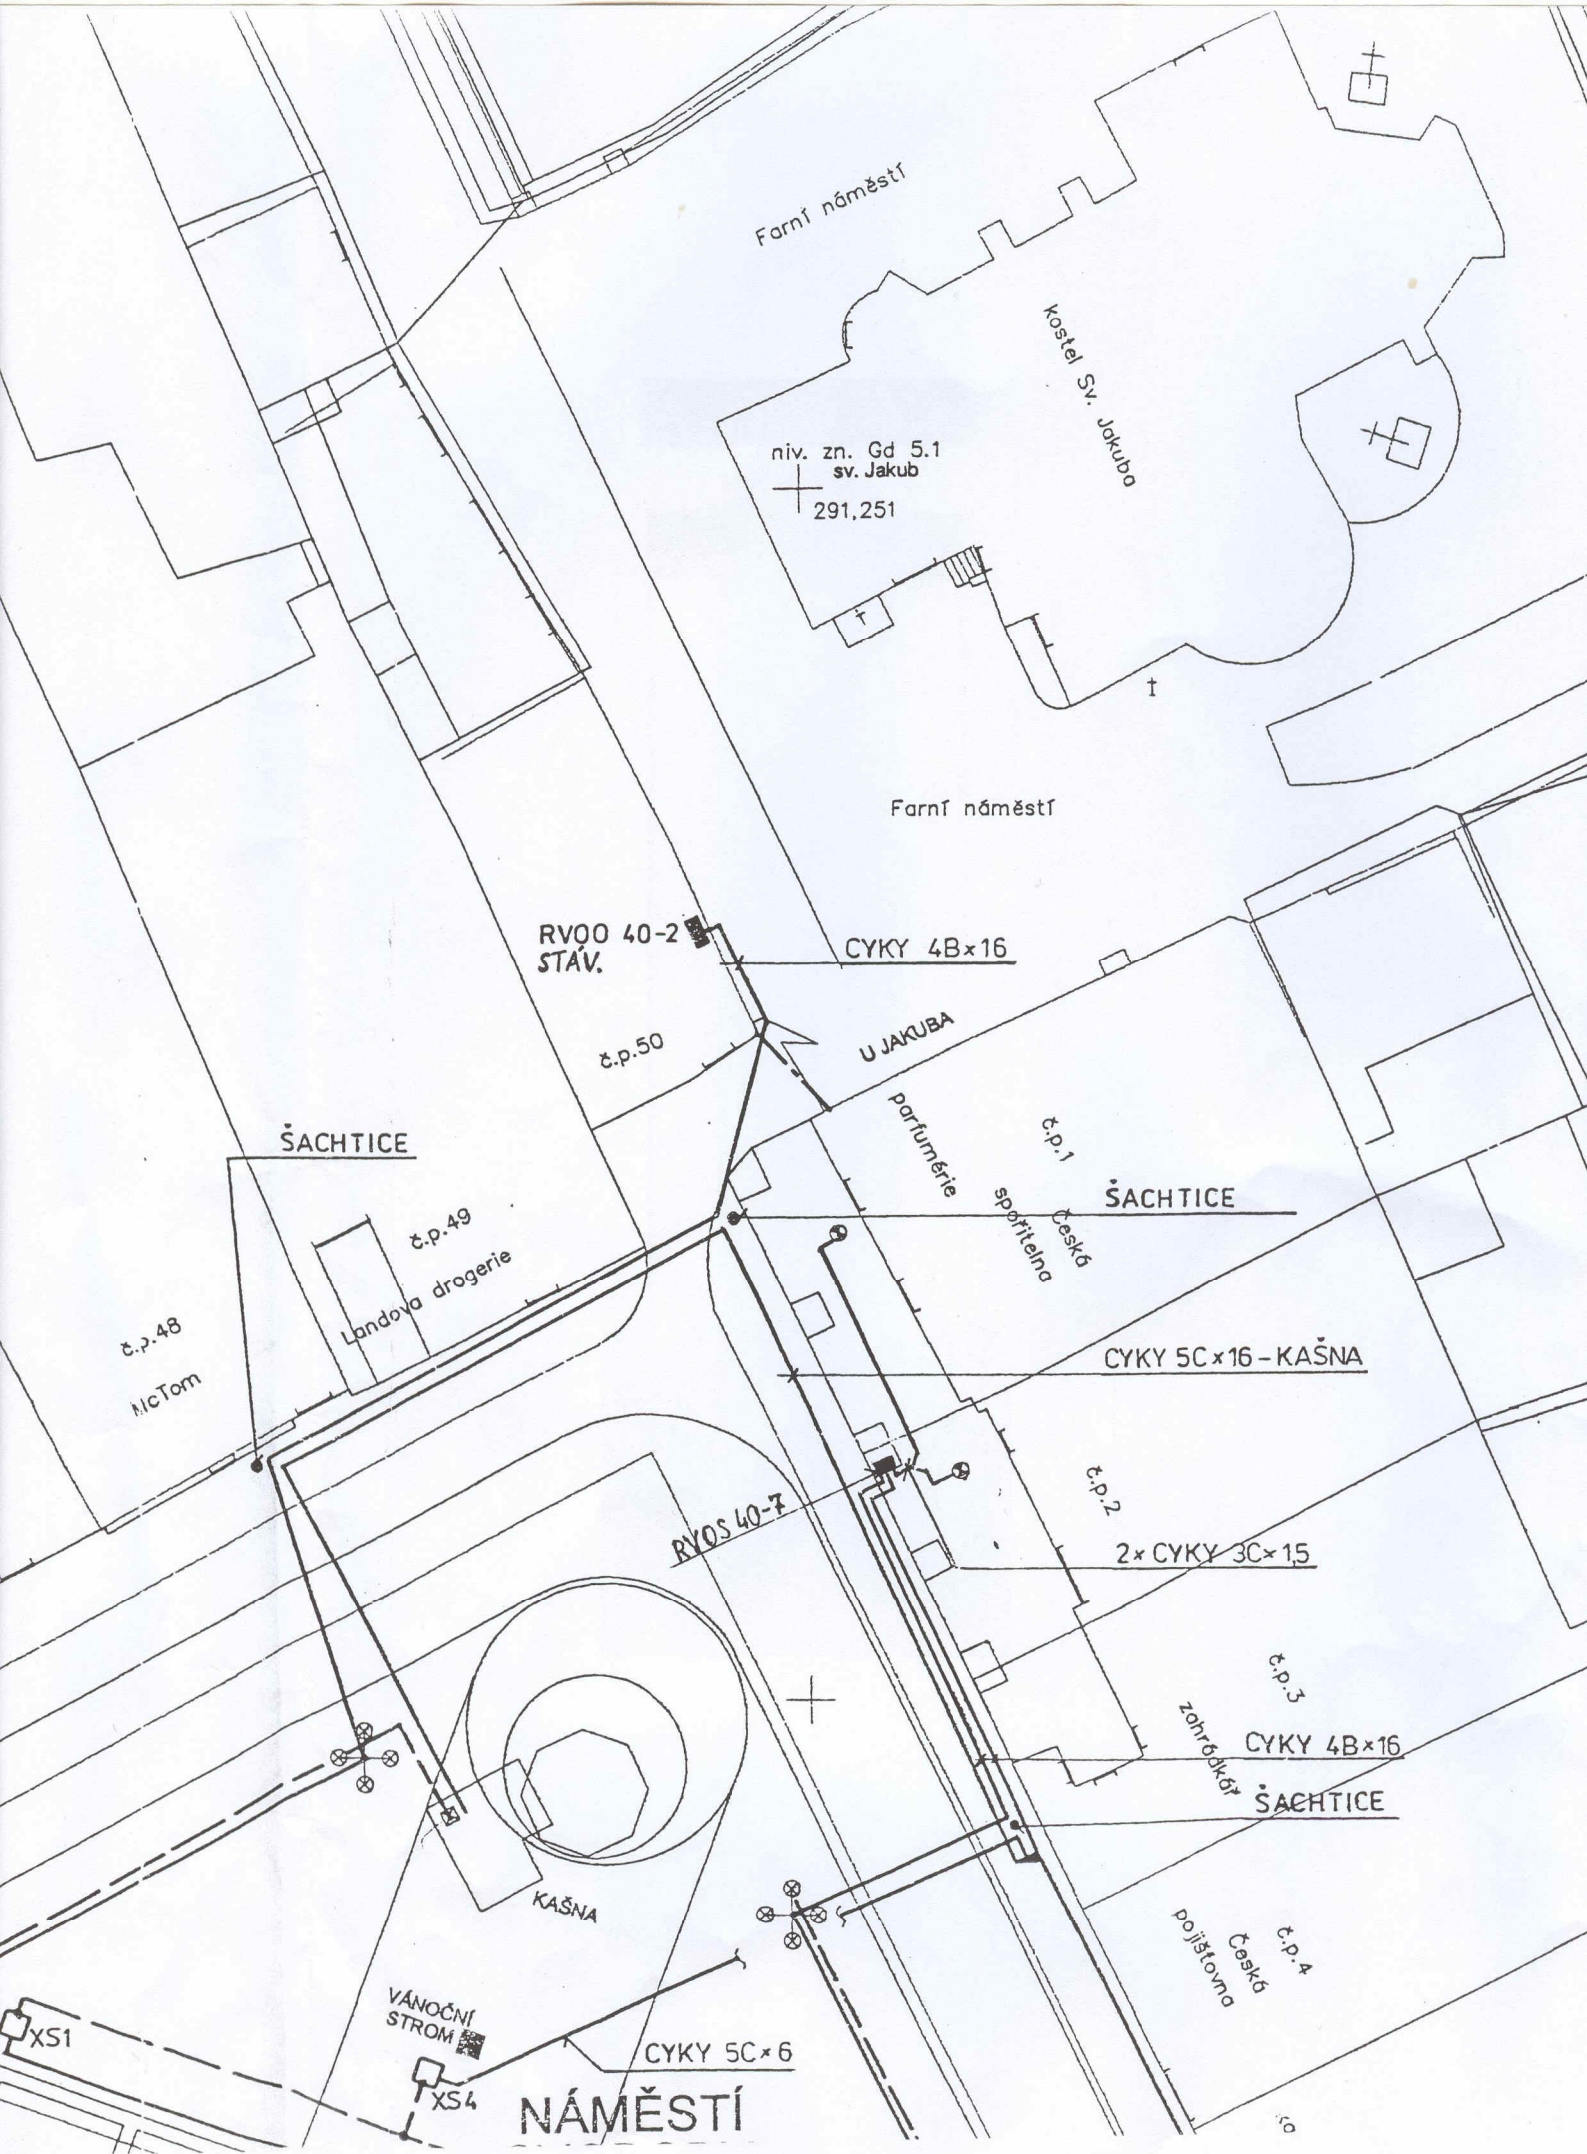 Farní náměstí
kostel Sv. Jakuba
niv. zn. Gd 5.1
sv. Jakub
291,251
Farní náměstí
RVOO 40-2
STÁV.
CYKY 4B×16
č.p.50
U JAKUBA
parfumérie
č.p.1
Česká
spořitelna
ŠACHTICE
ŠACHTICE
č.p.49
Landova drogerie
č.p.48
McTom
CYKY 5C×16-KAŠNA
RVOS 40-7
č.p.2
2× CYKY 3C×1,5
č.p.3
zahrádkář
CYKY 4B×16
ŠACHTICE
KAŠNA
č.p.4
Česká
pojišťovna
VÁNOČNÍ
STROM
XS1
XS4
CYKY 5C×6
NÁMĚSTÍ